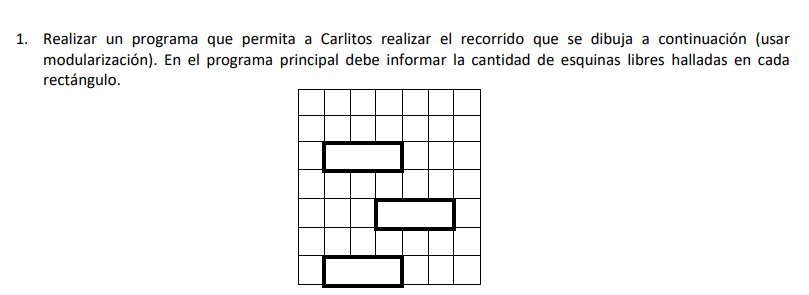 1. Realizar un programa que permita a Carlitos realizar el recorrido que se dibuja a continuación (usar
modularización). En el programa principal debe informar la cantidad de esquinas libres halladas en cada
rectángulo.